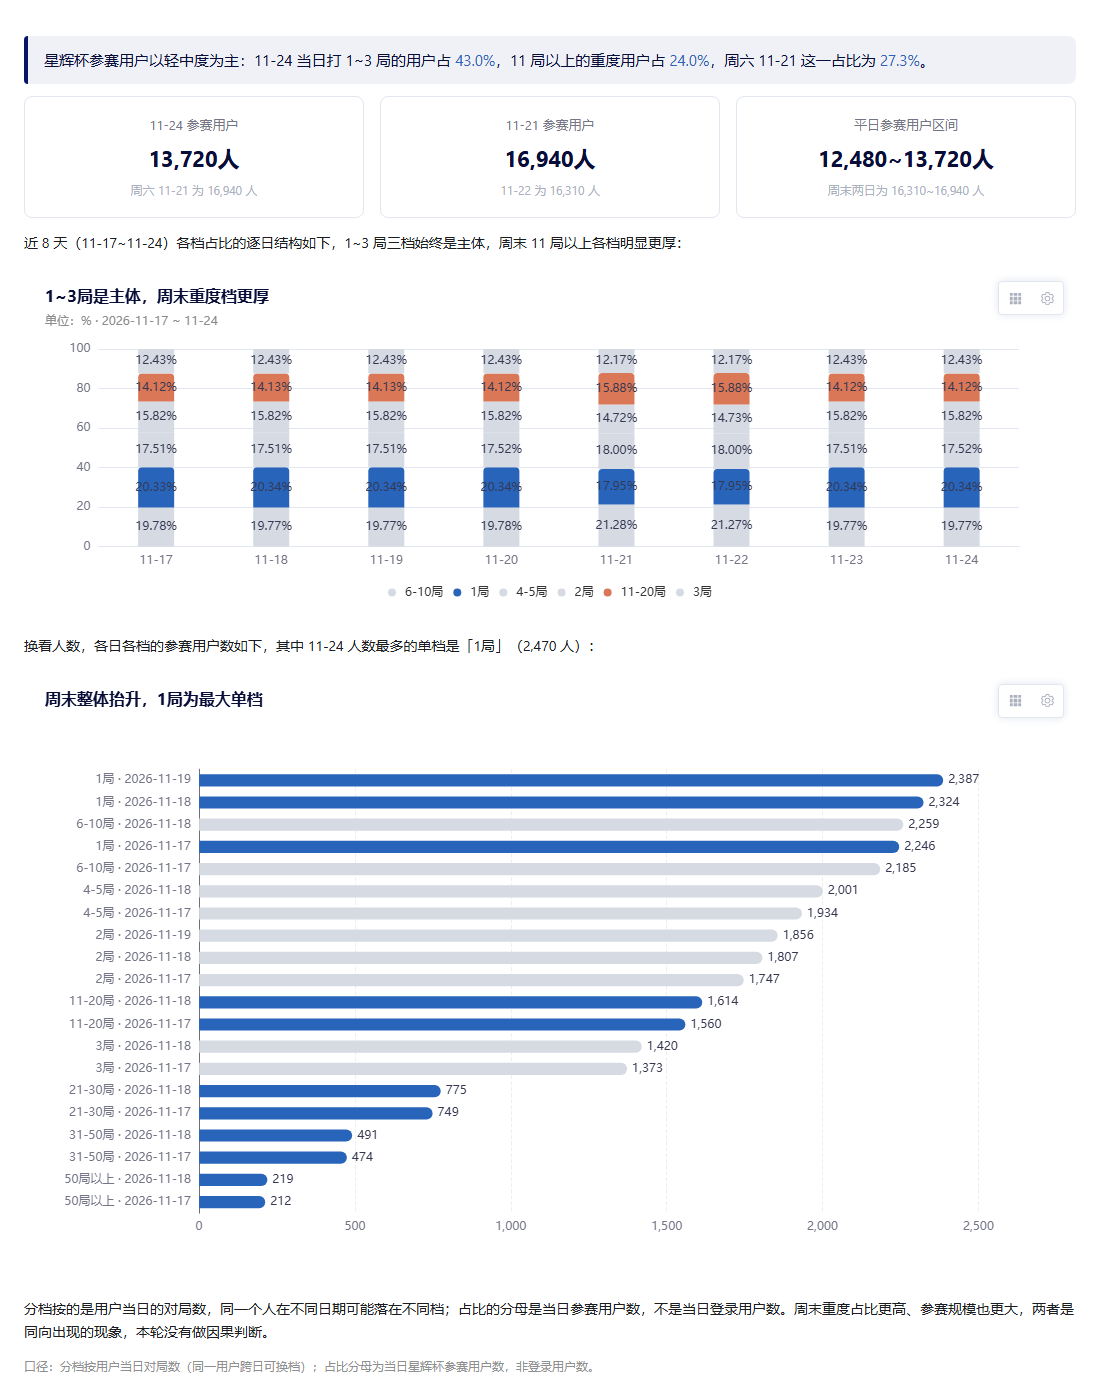 星辉杯参赛用户以轻中度为主：11-24 当日打 1~3 局的用户占 43.0%，11 局以上的重度用户占 24.0%，周六 11-21 这一占比为 27.3%。
11-24 参赛用户
13,720人
周六 11-21 为 16,940 人
11-21 参赛用户
16,940人
11-22 为 16,310 人
平日参赛用户区间
12,480~13,720人
周末两日为 16,310~16,940 人
近 8 天（11-17~11-24）各档占比的逐日结构如下，1~3 局三档始终是主体，周末 11 局以上各档明显更厚：
1~3局是主体，周末重度档更厚
单位：% · 2026-11-17 ~ 11-24
100
12.43% 12.43% 12.43% 12.43% 12.17% 12.17% 12.43% 12.43%
80
14.12% 14.13% 14.13% 14.12% 15.88% 15.88% 14.12% 14.12%
15.82% 15.82% 15.82% 15.82% 14.72% 14.73% 15.82% 15.82%
60
17.51% 17.51% 17.51% 17.52% 18.00% 18.00% 17.51% 17.52%
40
20.33% 20.34% 20.34% 20.34% 17.95% 17.95% 20.34% 20.34%
20
19.78% 19.77% 19.77% 19.78% 21.28% 21.27% 19.77% 19.77%
0
11-17 11-18 11-19 11-20 11-21 11-22 11-23 11-24
6-10局 1局 4-5局 2局 11-20局 3局
换看人数，各日各档的参赛用户数如下，其中 11-24 人数最多的单档是「1局」（2,470 人）：
周末整体抬升，1局为最大单档
1局 · 2026-11-19 2,387
1局 · 2026-11-18 2,324
6-10局 · 2026-11-18 2,259
1局 · 2026-11-17 2,246
6-10局 · 2026-11-17 2,185
4-5局 · 2026-11-18 2,001
4-5局 · 2026-11-17 1,934
2局 · 2026-11-19 1,856
2局 · 2026-11-18 1,807
2局 · 2026-11-17 1,747
11-20局 · 2026-11-18 1,614
11-20局 · 2026-11-17 1,560
3局 · 2026-11-18 1,420
3局 · 2026-11-17 1,373
21-30局 · 2026-11-18 775
21-30局 · 2026-11-17 749
31-50局 · 2026-11-18 491
31-50局 · 2026-11-17 474
50局以上 · 2026-11-18 219
50局以上 · 2026-11-17 212
0 500 1,000 1,500 2,000 2,500
分档按的是用户当日的对局数，同一个人在不同日期可能落在不同档；占比的分母是当日参赛用户数，不是当日登录用户数。周末重度占比更高、参赛规模也更大，两者是
同向出现的现象，本轮没有做因果判断。
口径：分档按用户当日对局数（同一用户跨日可换档）；占比分母为当日星辉杯参赛用户数，非登录用户数。